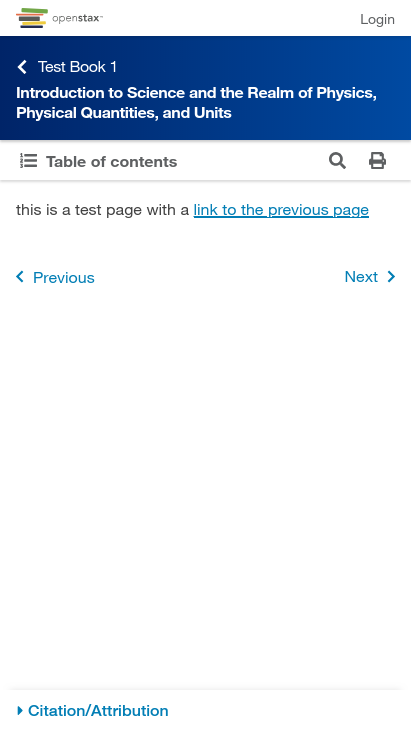 openstax™
Login
Test Book 1
Introduction to Science and the Realm of Physics,
Physical Quantities, and Units
Table of contents
this is a test page with a link to the previous page
Previous
Next
Citation/Attribution